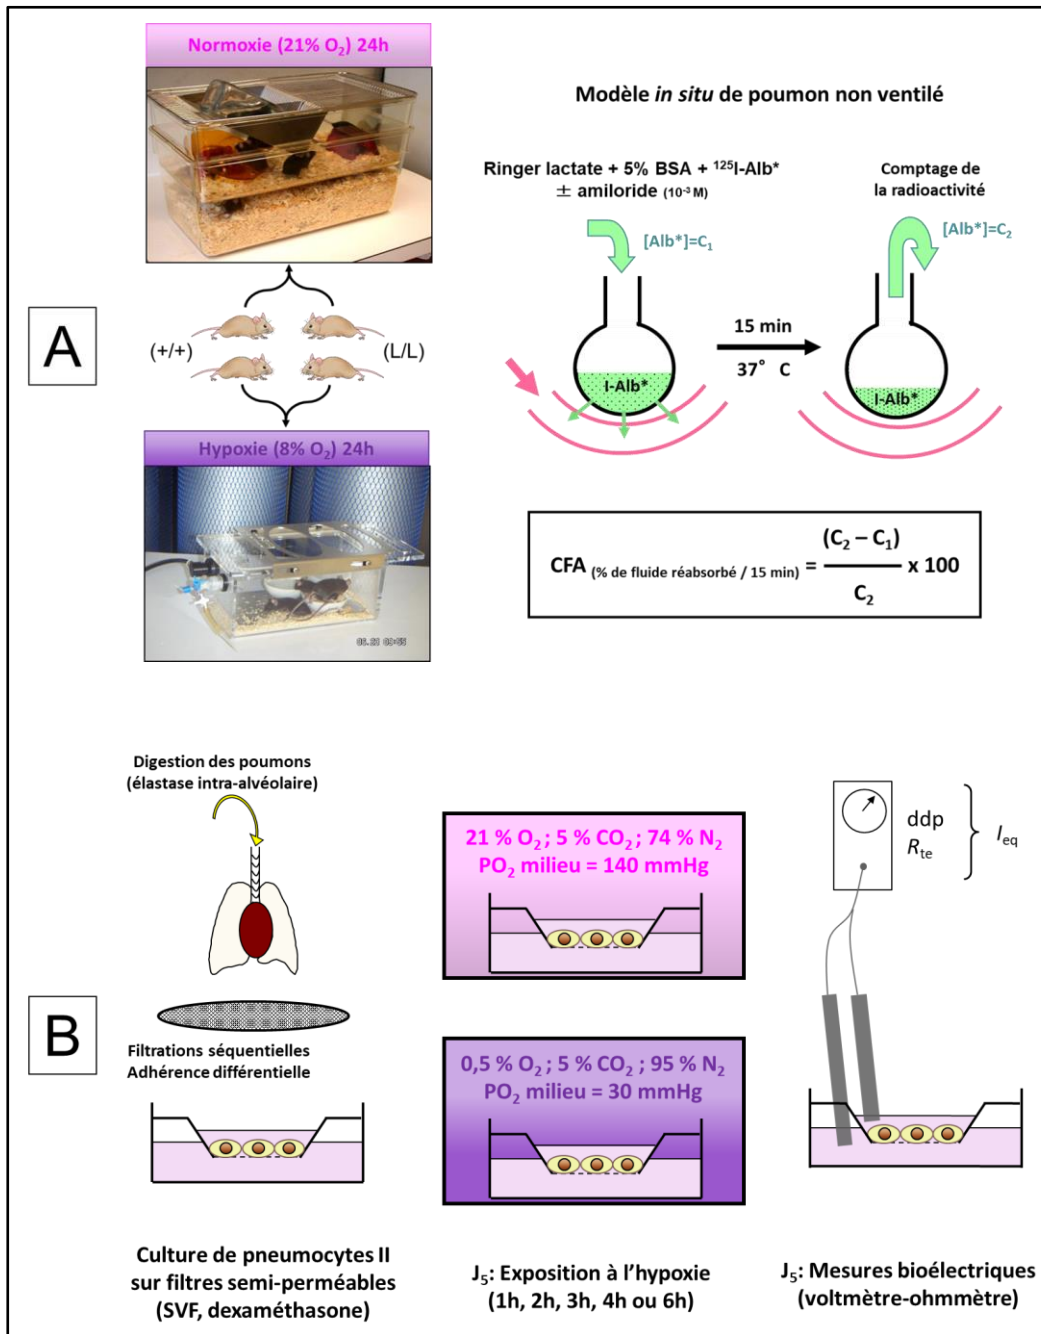 Normoxie (21% O₂) 24h
Modèle in situ de poumon non ventilé
Ringer lactate + 5% BSA + ¹²⁵I-Alb*
± amiloride (10⁻³ M)
Comptage de
la radioactivité
[Alb*]=C₁
[Alb*]=C₂
A
(+/+)
(L/L)
15 min
37° C
I-Alb*
I-Alb*
Hypoxie (8% O₂) 24h
CFA (% de fluide réabsorbé / 15 min) = (C₂ – C₁) / C₂ x 100
Digestion des poumons
(élastase intra-alvéolaire)
B
Filtrations séquentielles
Adhérence différentielle
21 % O₂ ; 5 % CO₂ ; 74 % N₂
PO₂ milieu = 140 mmHg
0,5 % O₂ ; 5 % CO₂ ; 95 % N₂
PO₂ milieu = 30 mmHg
ddp
Rte
Ieq
Culture de pneumocytes II
sur filtres semi-perméables
(SVF, dexaméthasone)
J₅: Exposition à l’hypoxie
(1h, 2h, 3h, 4h ou 6h)
J₅: Mesures bioélectriques
(voltmètre-ohmmètre)